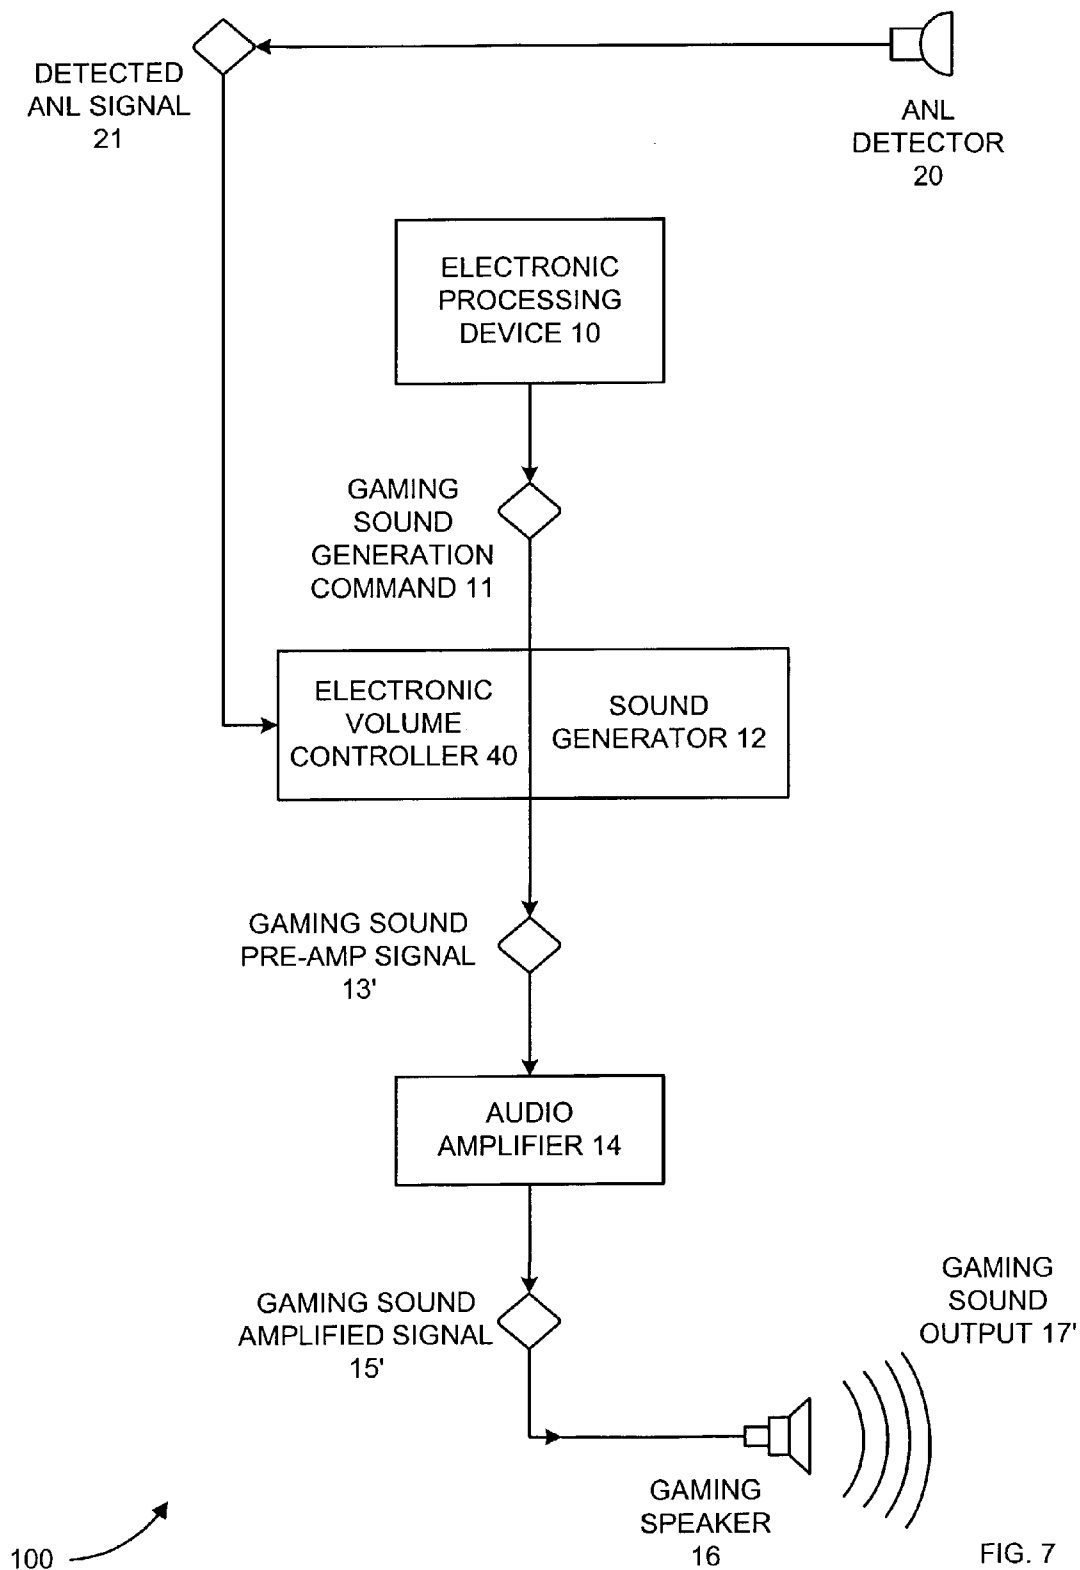 DETECTED
ANL SIGNAL
21
ANL
DETECTOR
20
ELECTRONIC
PROCESSING
DEVICE 10
GAMING
SOUND
GENERATION
COMMAND 11
ELECTRONIC
VOLUME
CONTROLLER 40
SOUND
GENERATOR 12
GAMING SOUND
PRE-AMP SIGNAL
13'
AUDIO
AMPLIFIER 14
GAMING SOUND
AMPLIFIED SIGNAL
15'
GAMING
SOUND
OUTPUT 17'
GAMING
SPEAKER
16
100
FIG. 7